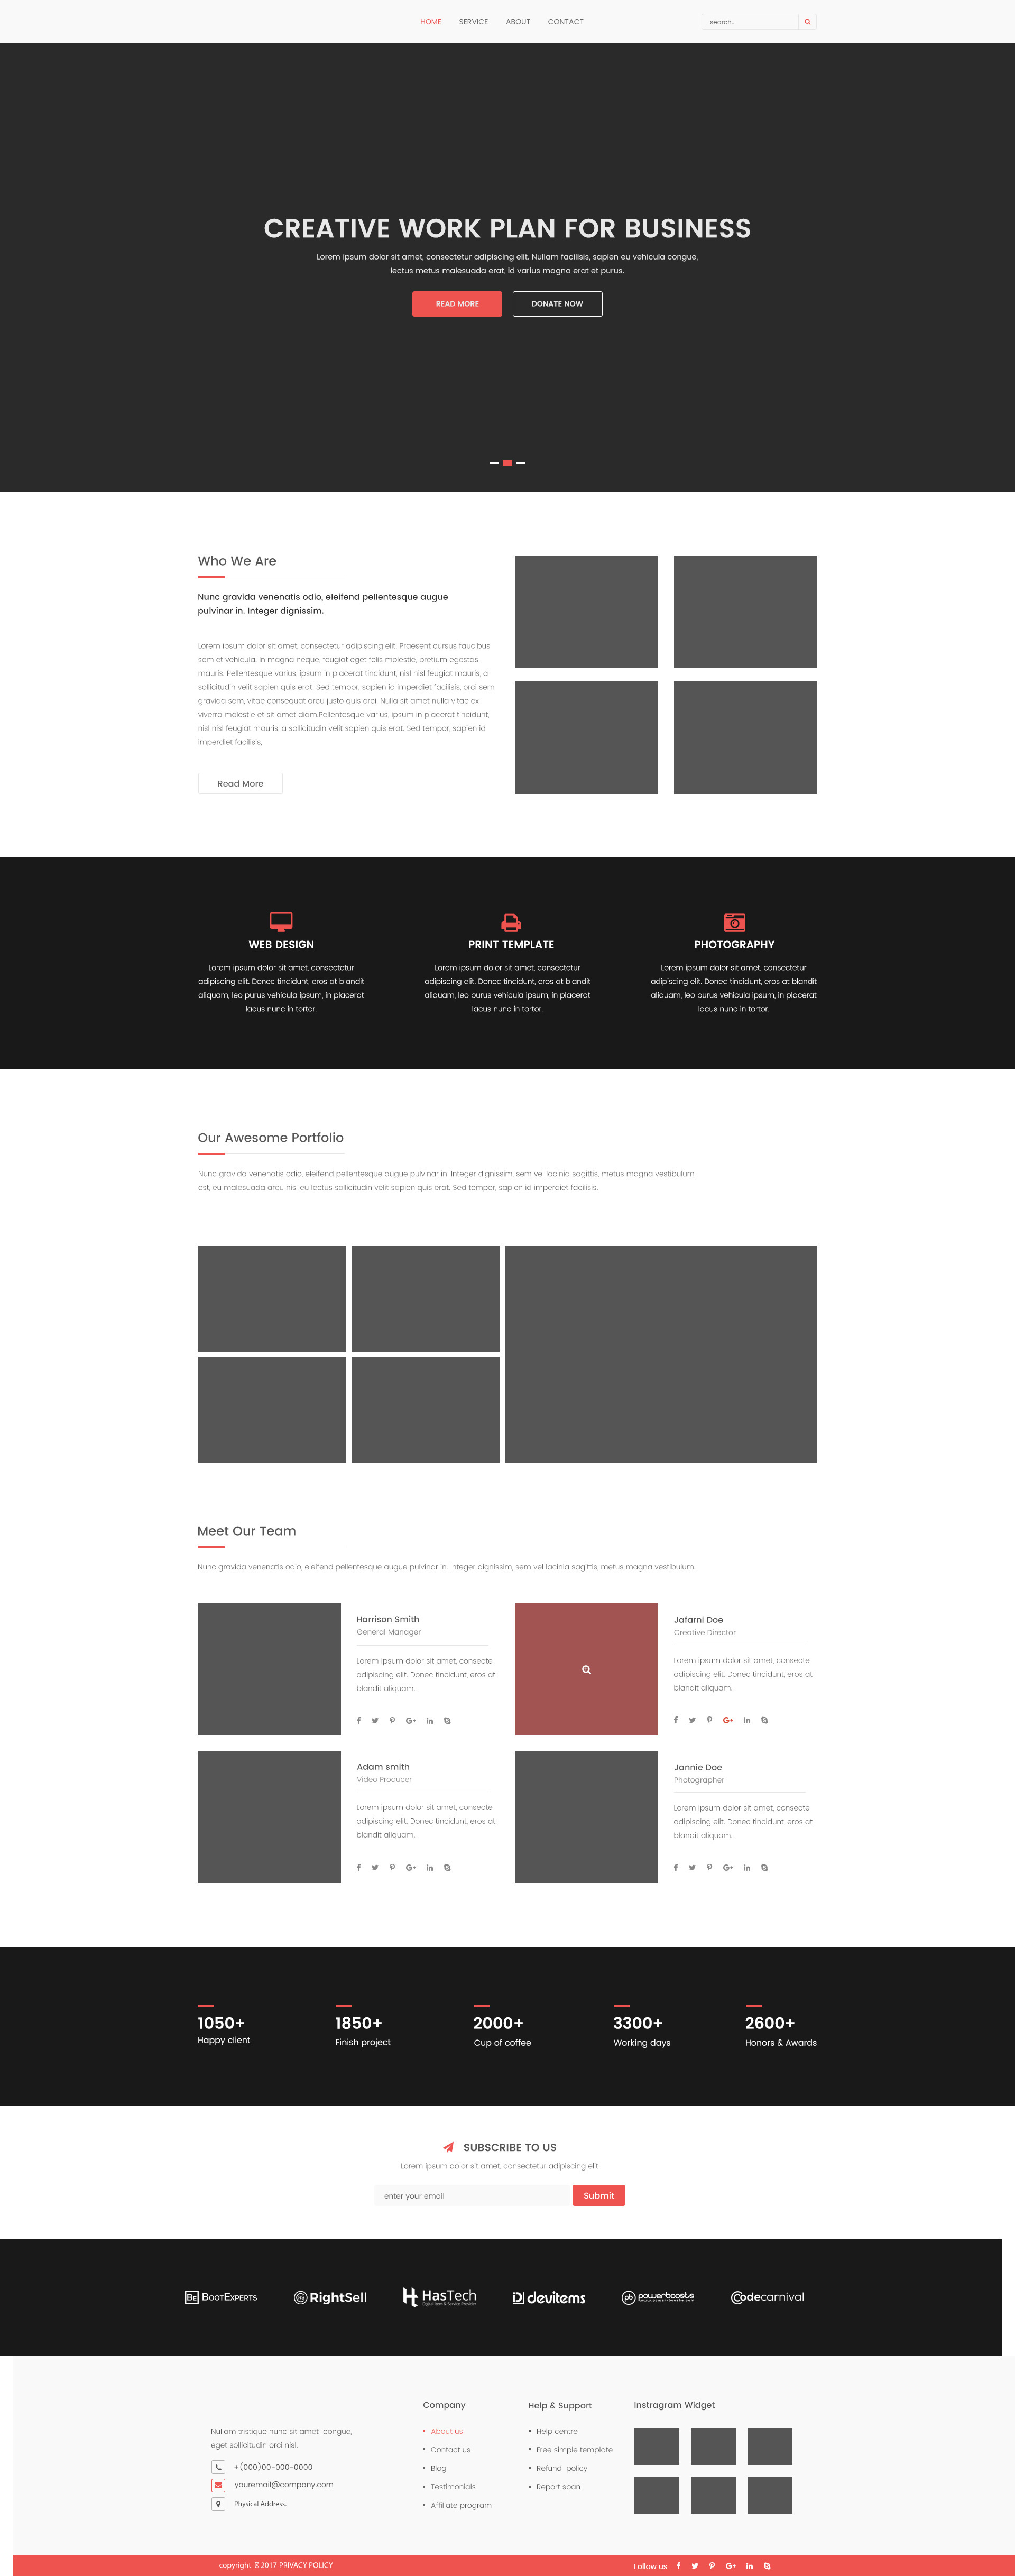 HOME SERVICE ABOUT CONTACT
search..
CREATIVE WORK PLAN FOR BUSINESS
Lorem ipsum dolor sit amet, consectetur adipiscing elit. Nullam facilisis, sapien eu vehicula congue,
lectus metus malesuada erat, id varius magna erat et purus.
READ MORE DONATE NOW
Who We Are
Nunc gravida venenatis odio, eleifend pellentesque augue
pulvinar in. Integer dignissim.
Lorem ipsum dolor sit amet, consectetur adipiscing elit. Praesent cursus faucibus
sem et vehicula. In magna neque, feugiat eget felis molestie, pretium egestas
mauris. Pellentesque varius, ipsum in placerat tincidunt, nisl nisl feugiat mauris, a
sollicitudin velit sapien quis erat. Sed tempor, sapien id imperdiet facilisis, orci sem
gravida sem, vitae consequat arcu justo quis orci. Nulla sit amet nulla vitae ex
viverra molestie et sit amet diam.Pellentesque varius, ipsum in placerat tincidunt,
nisl nisl feugiat mauris, a sollicitudin velit sapien quis erat. Sed tempor, sapien id
imperdiet facilisis,
Read More
WEB DESIGN
Lorem ipsum dolor sit amet, consectetur
adipiscing elit. Donec tincidunt, eros at blandit
aliquam, leo purus vehicula ipsum, in placerat
lacus nunc in tortor.
PRINT TEMPLATE
Lorem ipsum dolor sit amet, consectetur
adipiscing elit. Donec tincidunt, eros at blandit
aliquam, leo purus vehicula ipsum, in placerat
lacus nunc in tortor.
PHOTOGRAPHY
Lorem ipsum dolor sit amet, consectetur
adipiscing elit. Donec tincidunt, eros at blandit
aliquam, leo purus vehicula ipsum, in placerat
lacus nunc in tortor.
Our Awesome Portfolio
Nunc gravida venenatis odio, eleifend pellentesque augue pulvinar in. Integer dignissim, sem vel lacinia sagittis, metus magna vestibulum
est, eu malesuada arcu nisl eu lectus sollicitudin velit sapien quis erat. Sed tempor, sapien id imperdiet facilisis.
Meet Our Team
Nunc gravida venenatis odio, eleifend pellentesque augue pulvinar in. Integer dignissim, sem vel lacinia sagittis, metus magna vestibulum.
Harrison Smith
General Manager
Lorem ipsum dolor sit amet, consecte
adipiscing elit. Donec tincidunt, eros at
blandit aliquam.
Jafarni Doe
Creative Director
Lorem ipsum dolor sit amet, consecte
adipiscing elit. Donec tincidunt, eros at
blandit aliquam.
Adam smith
Video Producer
Lorem ipsum dolor sit amet, consecte
adipiscing elit. Donec tincidunt, eros at
blandit aliquam.
Jannie Doe
Photographer
Lorem ipsum dolor sit amet, consecte
adipiscing elit. Donec tincidunt, eros at
blandit aliquam.
1050+
Happy client
1850+
Finish project
2000+
Cup of coffee
3300+
Working days
2600+
Honors & Awards
SUBSCRIBE TO US
Lorem ipsum dolor sit amet, consectetur adipiscing elit
enter your email
Submit
BE BOOTEXPERTS
RightSell
HasTech
Digital Item & Service Provider
devitems
pb powerboosts
Codecarnival
Nullam tristique nunc sit amet congue,
eget sollicitudin orci nisl.
+(000)00-000-0000
youremail@company.com
Physical Address.
Company
About us
Contact us
Blog
Testimonials
Affiliate program
Help & Support
Help centre
Free simple template
Refund policy
Report span
Instragram Widget
copyright 2017 PRIVACY POLICY
Follow us :